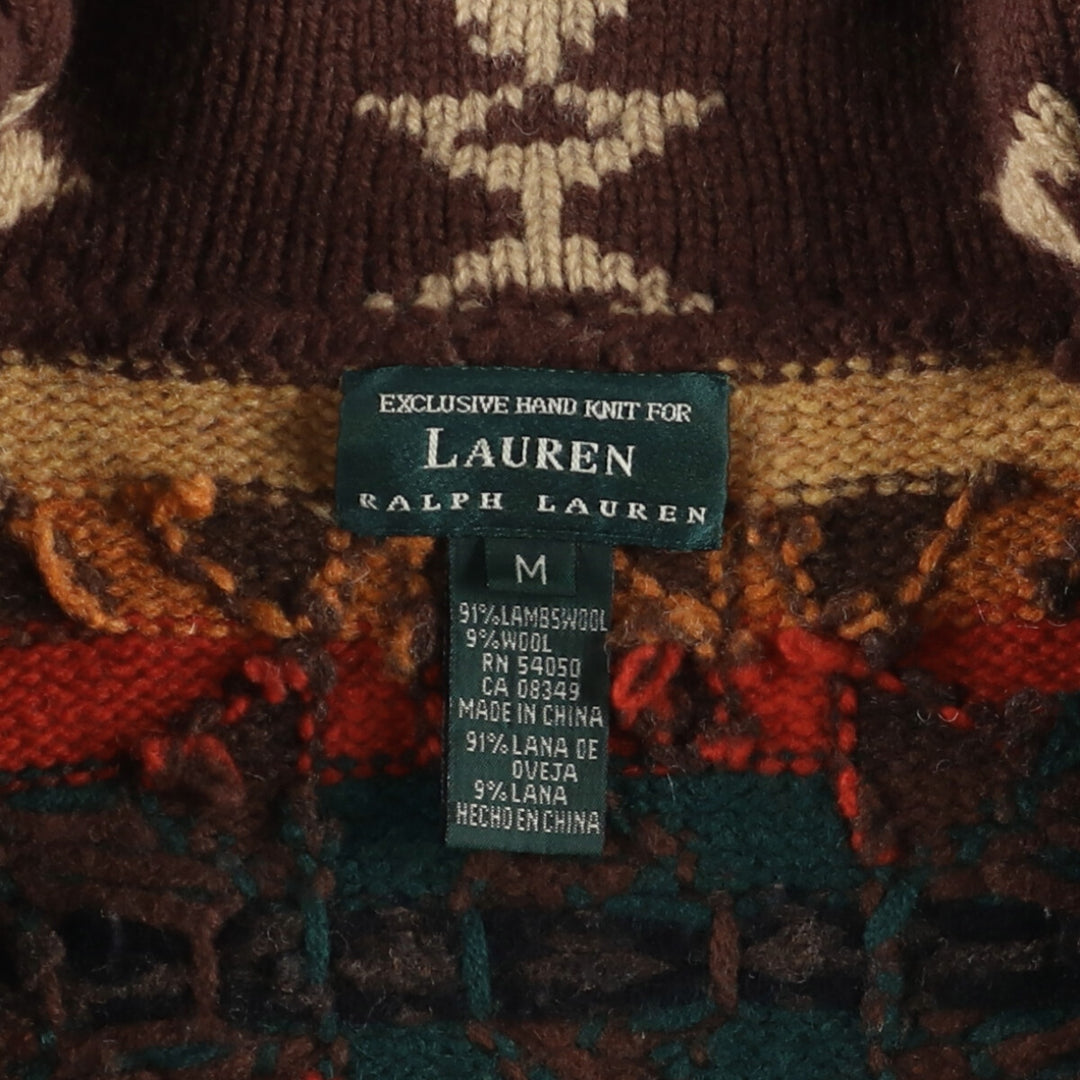 EXCLUSIVE HAND KNIT FOR
LAUREN
RALPH LAUREN
M
91% LAMBSWOOL
9% WOOL
RN 54050
CA 08349
MADE IN CHINA
91% LANA DE
OVEJA
9% LANA
HECHO EN CHINA